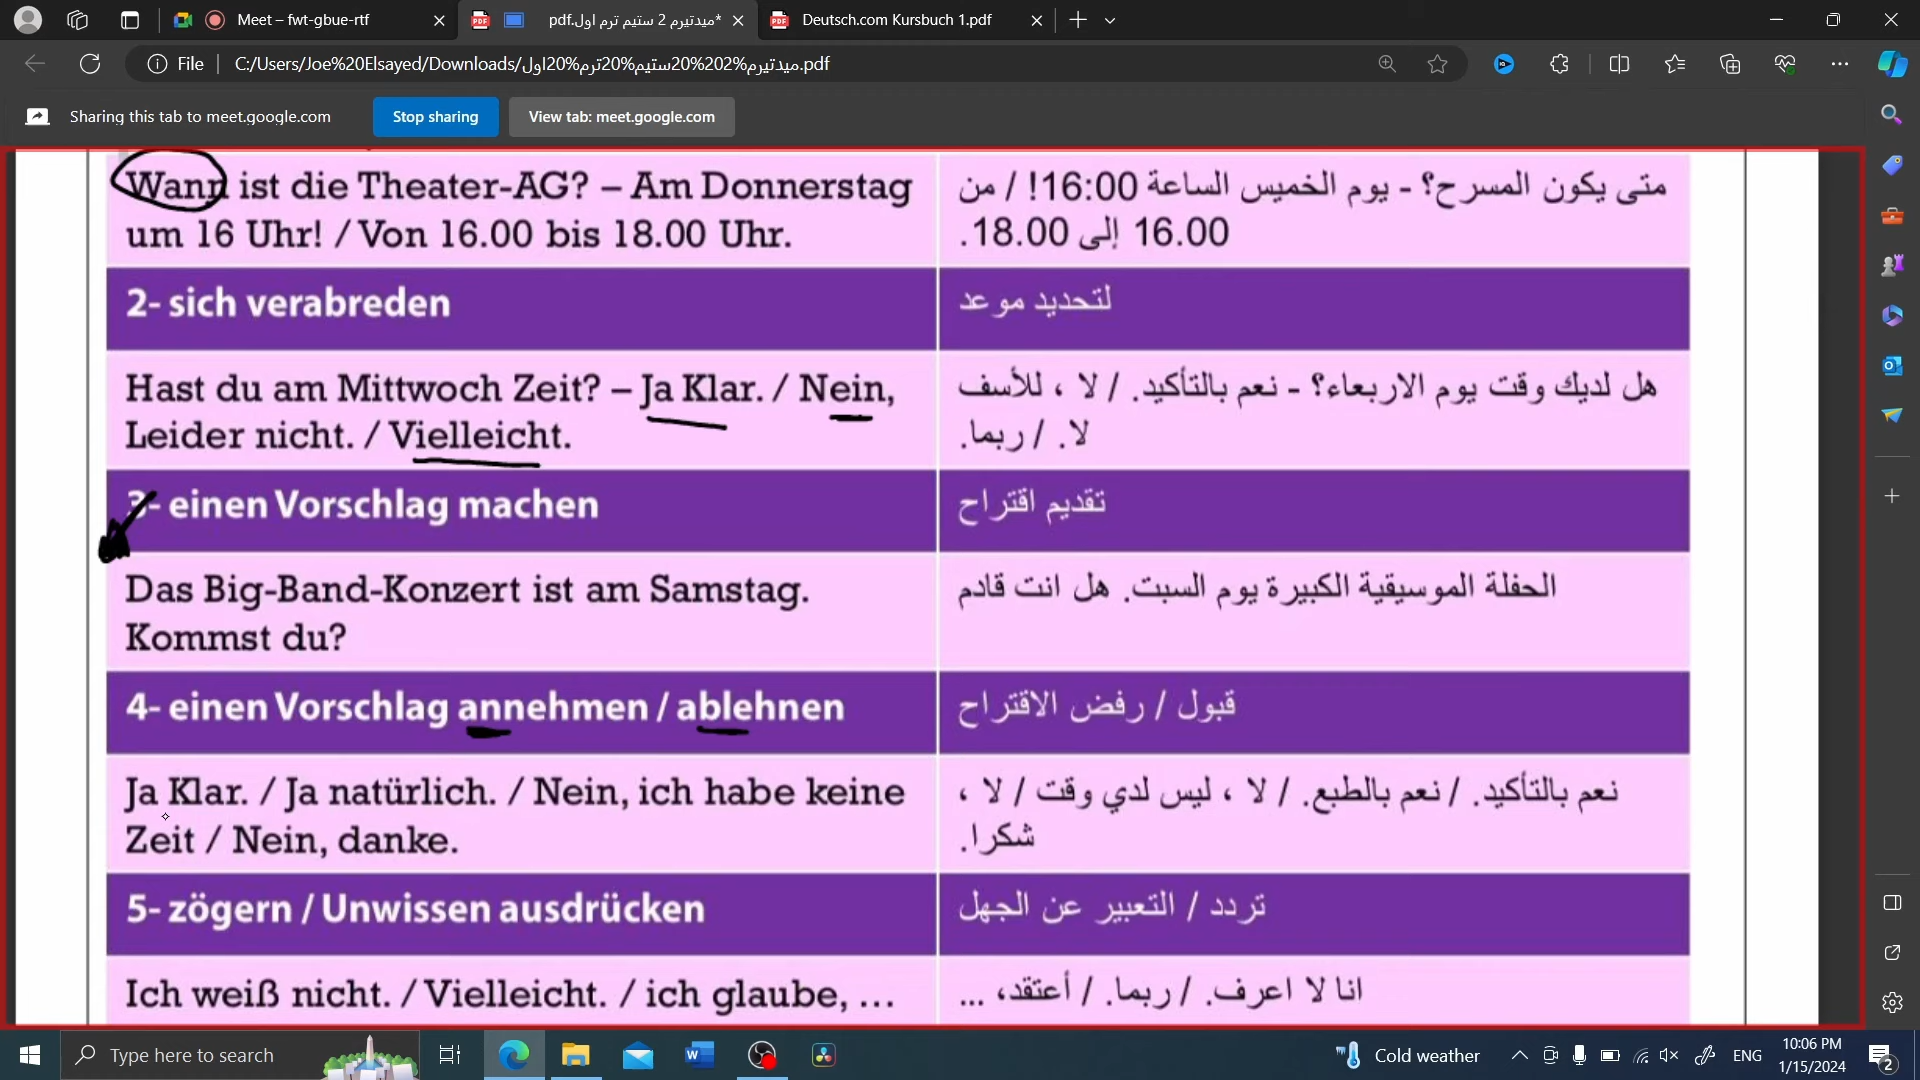 Meet – fwt-gbue-rtf
ميدتيرم 2 ستيم ترم اول.pdf*
Deutsch.com Kursbuch 1.pdf
File
C:/Users/Joe%20Elsayed/Downloads/ميدتيرم%202%20ستيم%20ترم%20اول.pdf
Sharing this tab to meet.google.com
Stop sharing
View tab: meet.google.com
Wann ist die Theater-AG? – Am Donnerstag
um 16 Uhr! / Von 16.00 bis 18.00 Uhr.
متى يكون المسرح؟ - يوم الخميس الساعة 16:00! / من
16.00 إلى 18.00.
2- sich verabreden
لتحديد موعد
Hast du am Mittwoch Zeit? – Ja Klar. / Nein,
Leider nicht. / Vielleicht.
هل لديك وقت يوم الاربعاء؟ - نعم بالتأكيد. / لا ، للأسف
لا. / ربما.
3- einen Vorschlag machen
تقديم اقتراح
Das Big-Band-Konzert ist am Samstag.
Kommst du?
الحفلة الموسيقية الكبيرة يوم السبت. هل انت قادم
4- einen Vorschlag annehmen / ablehnen
قبول / رفض الاقتراح
Ja Klar. / Ja natürlich. / Nein, ich habe keine
Zeit / Nein, danke.
نعم بالتأكيد. / نعم بالطبع. / لا ، ليس لدي وقت / لا ،
شكرا.
5- zögern / Unwissen ausdrücken
تردد / التعبير عن الجهل
Ich weiß nicht. / Vielleicht. / ich glaube, ...
انا لا اعرف. / ربما. / أعتقد، ...
Type here to search
Cold weather
ENG
10:06 PM
1/15/2024
2